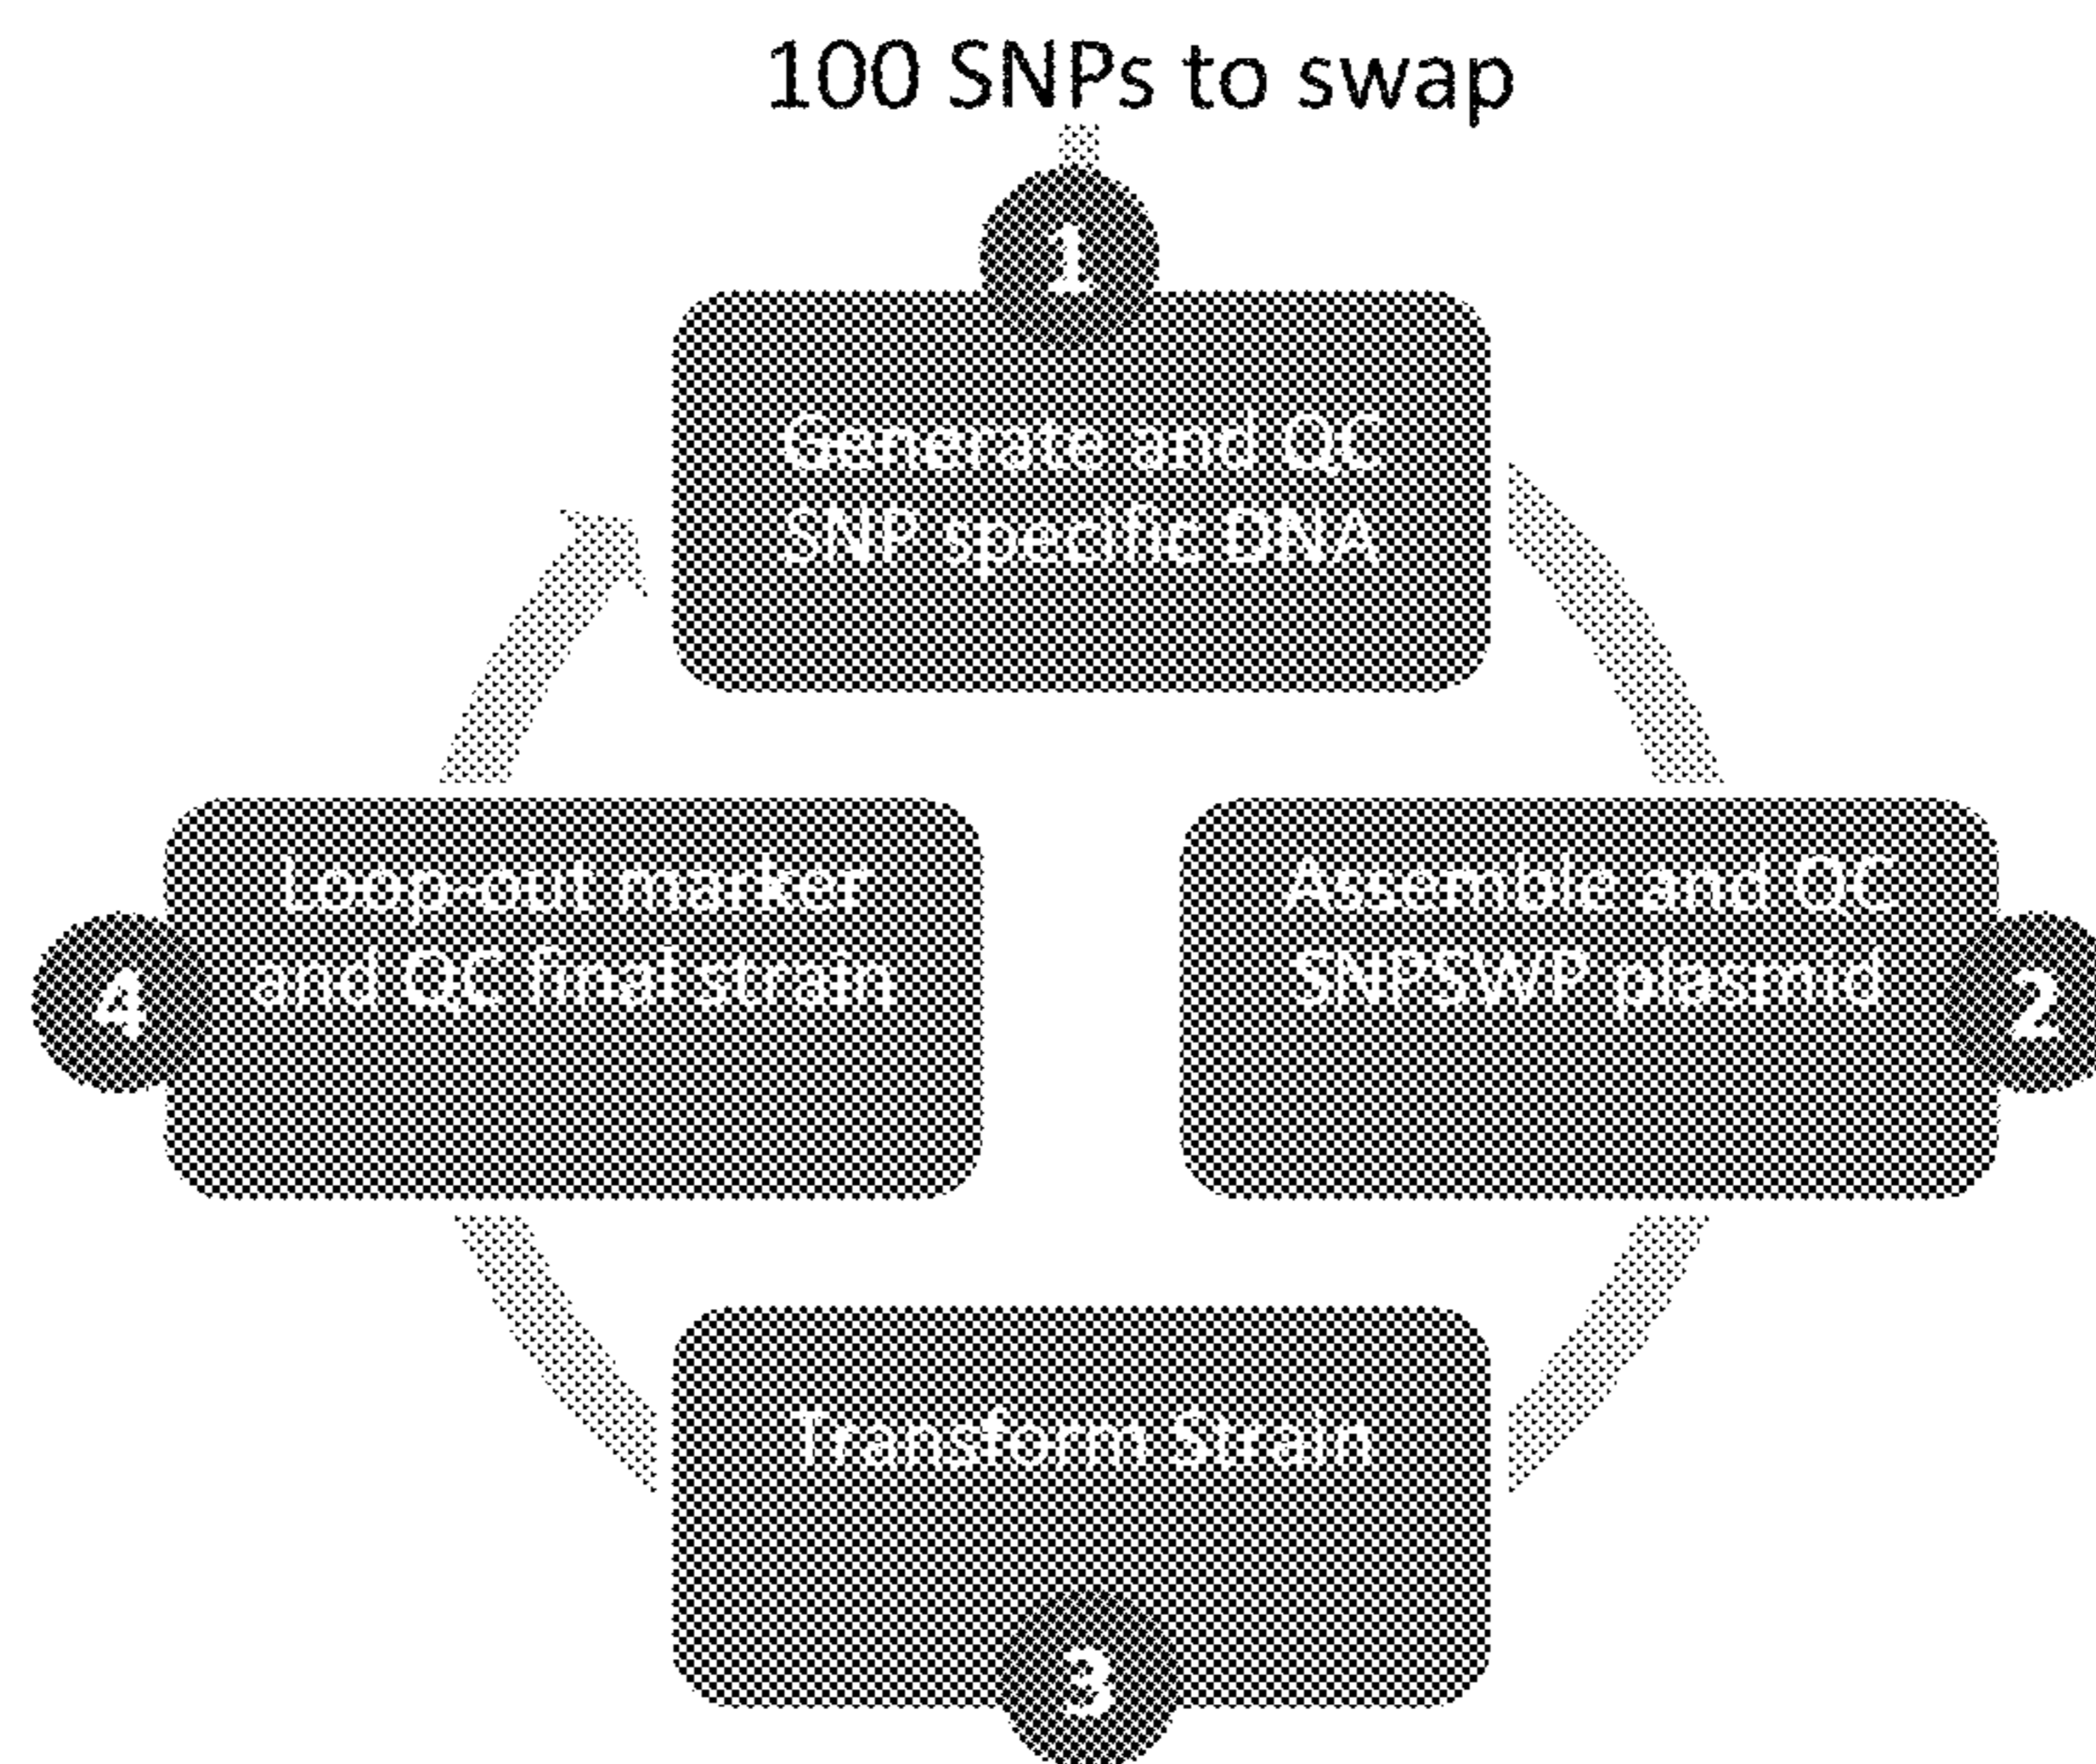 100 SNPs to swap
1
Generate and QC
SNP specific DNA
2
Assemble and QC
SNPSWP plasmid
3
Transform Strain
4
Loop-out marker
and QC final strain